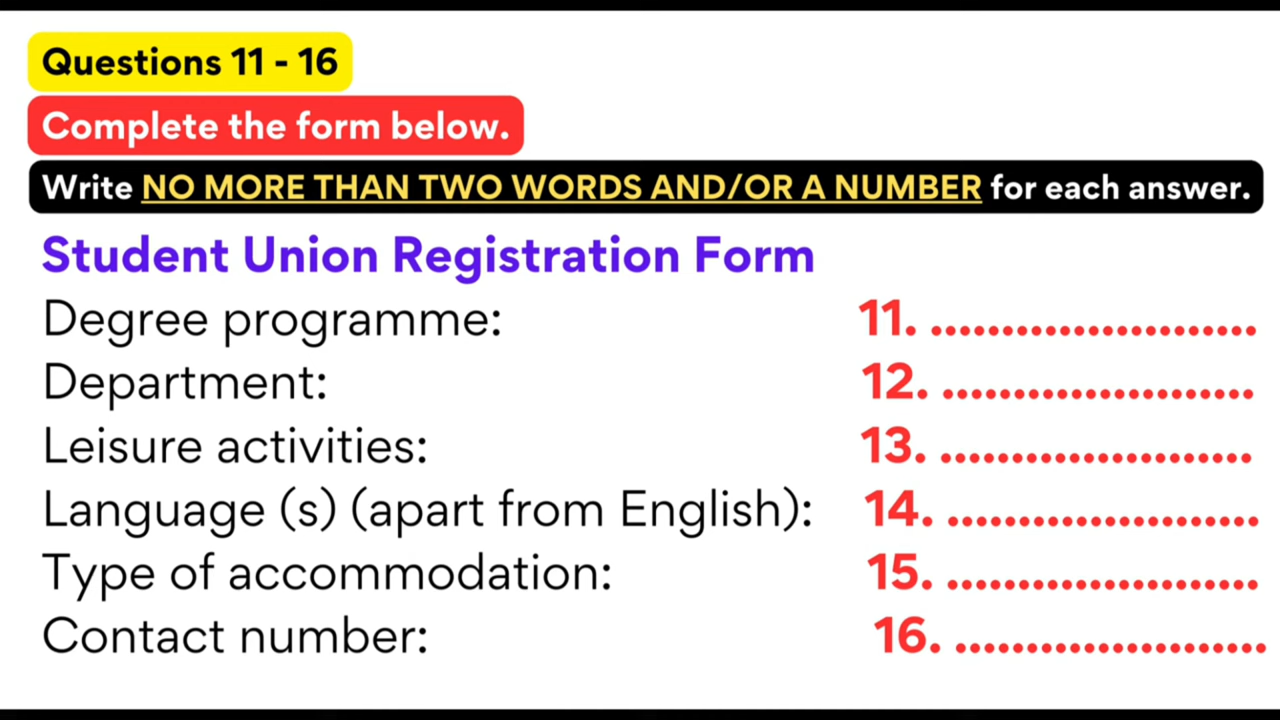 Questions 11 - 16
Complete the form below.
Write NO MORE THAN TWO WORDS AND/OR A NUMBER for each answer.
Student Union Registration Form
Degree programme: 11. .......................
Department: 12. ......................
Leisure activities: 13. ......................
Language (s) (apart from English): 14. ......................
Type of accommodation: 15. ......................
Contact number: 16. ......................